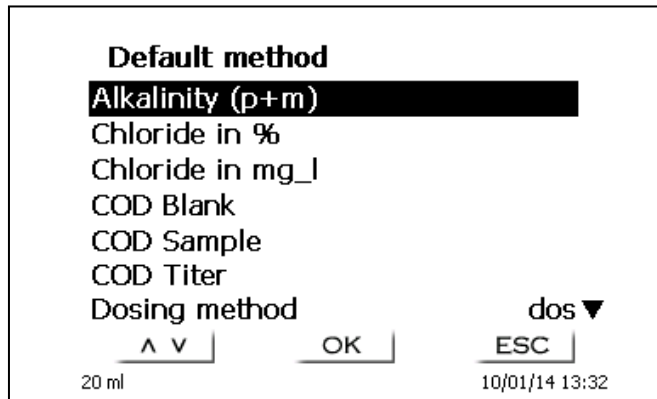 Default method
Alkalinity (p+m)
Chloride in %
Chloride in mg_l
COD Blank
COD Sample
COD Titer
Dosing method dos ▼
∧ ∨ OK ESC
20 ml 10/01/14 13:32